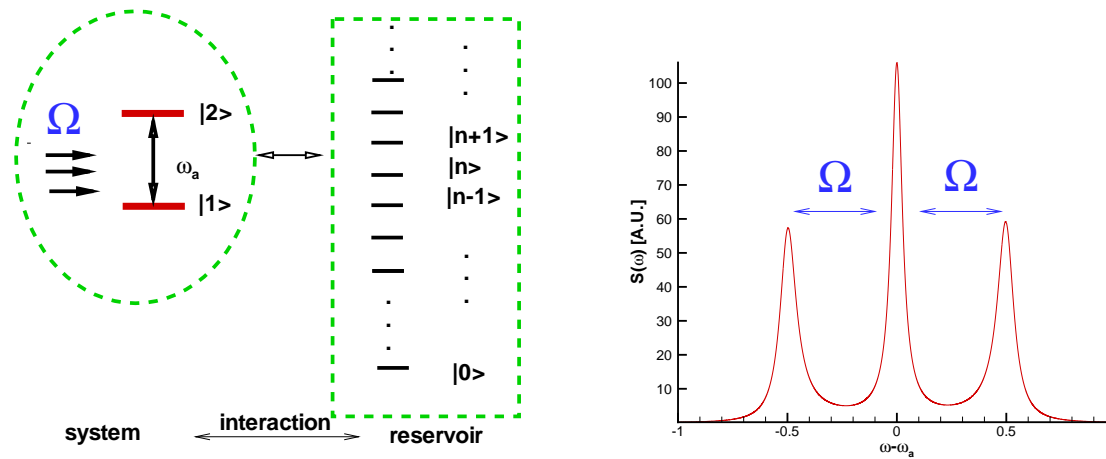 Ω
|2>
ωa
|1>
|n+1>
|n>
|n-1>
|0>
interaction
system
reservoir
S(ω) [A.U.]
100
90
80
70
60
50
40
30
20
10
Ω
Ω
-1
-0.5
0
0.5
ω-ωa